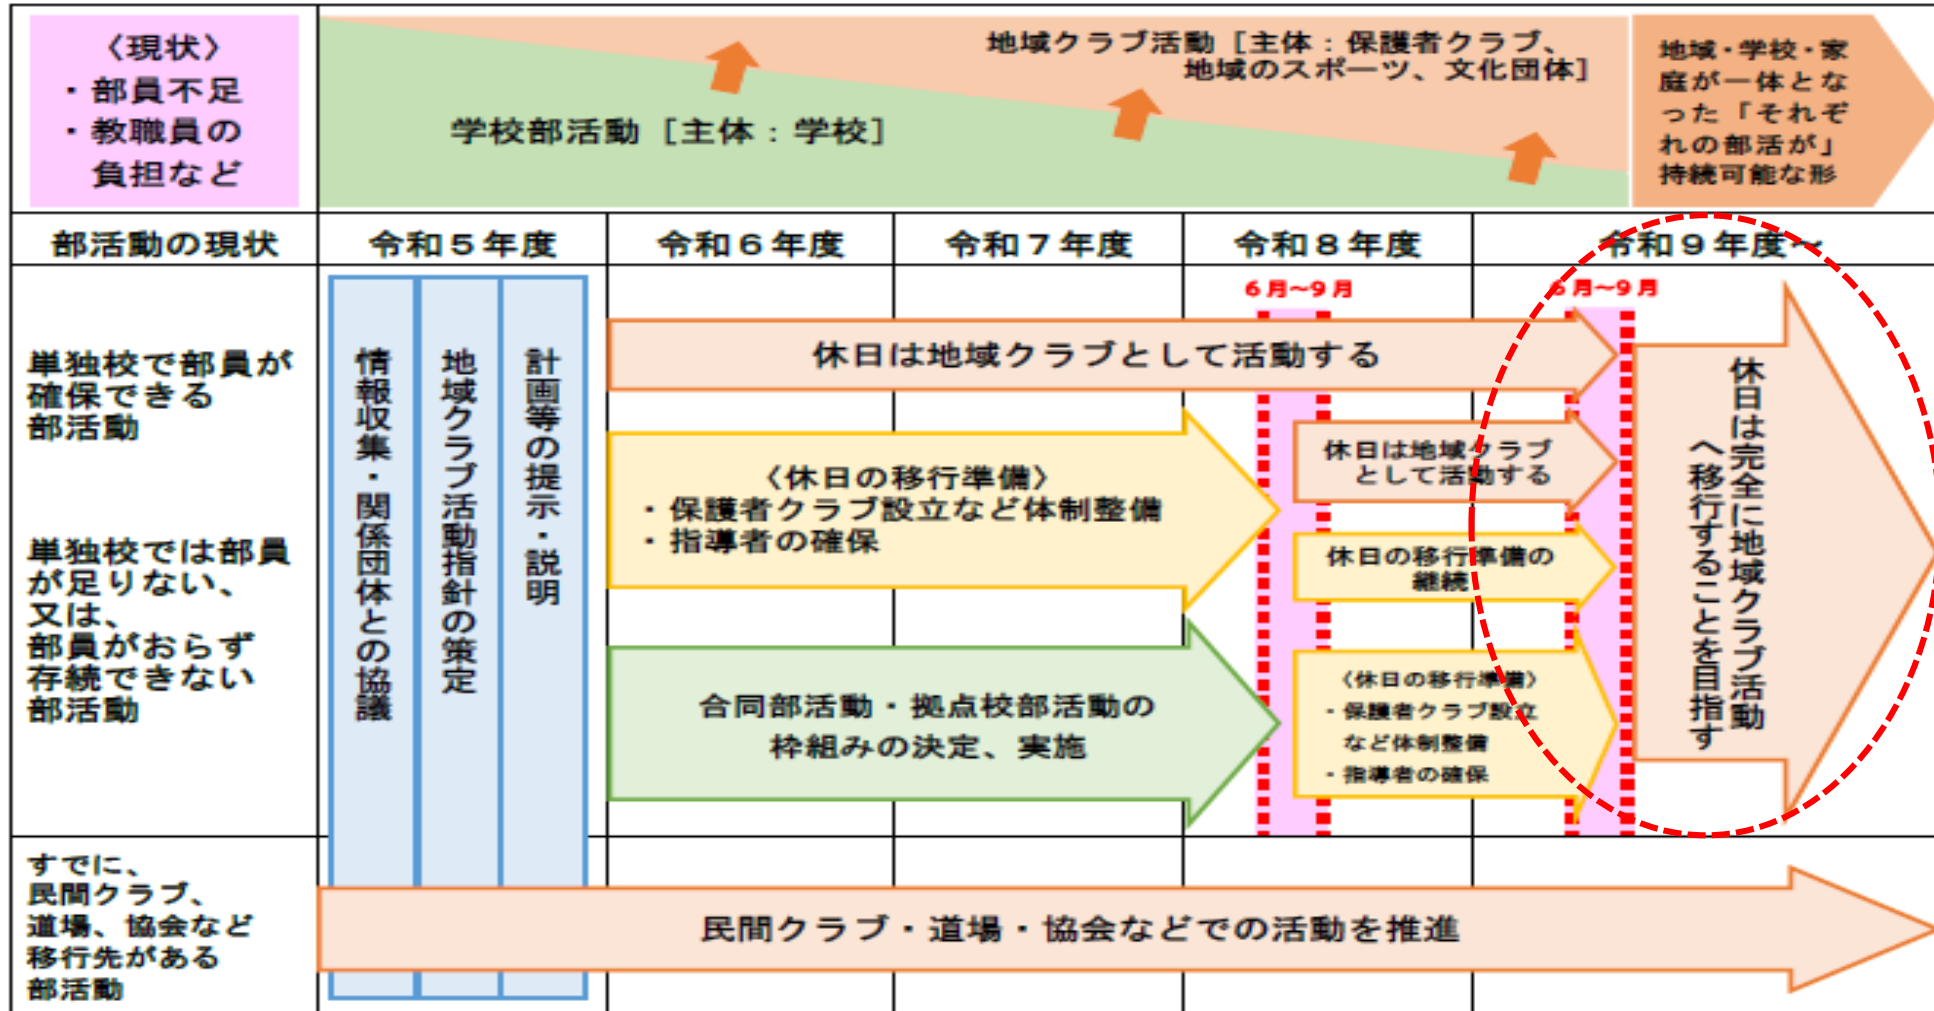 〈現状〉
・部員不足
・教職員の
負担など
学校部活動［主体：学校］
地域クラブ活動［主体：保護者クラブ、
地域のスポーツ、文化団体］
地域・学校・家
庭が一体とな
った「それぞ
れの部活が」
持続可能な形
部活動の現状
令和５年度
令和６年度
令和７年度
令和８年度
令和９年度～
単独校で部員が
確保できる
部活動
単独校では部員
が足りない、
又は、
部員がおらず
存続できない
部活動
情報収集・関係団体との協議
地域クラブ活動指針の策定
計画等の提示・説明
６月～９月
６月～９月
休日は地域クラブとして活動する
〈休日の移行準備〉
・保護者クラブ設立など体制整備
・指導者の確保
休日は地域クラブ
として活動する
休日の移行準備の
継続
合同部活動・拠点校部活動の
枠組みの決定、実施
〈休日の移行準備〉
・保護者クラブ設立
など体制整備
・指導者の確保
休日は完全に地域クラブ活動
へ移行することを目指す
すでに、
民間クラブ、
道場、協会など
移行先がある
部活動
民間クラブ・道場・協会などでの活動を推進